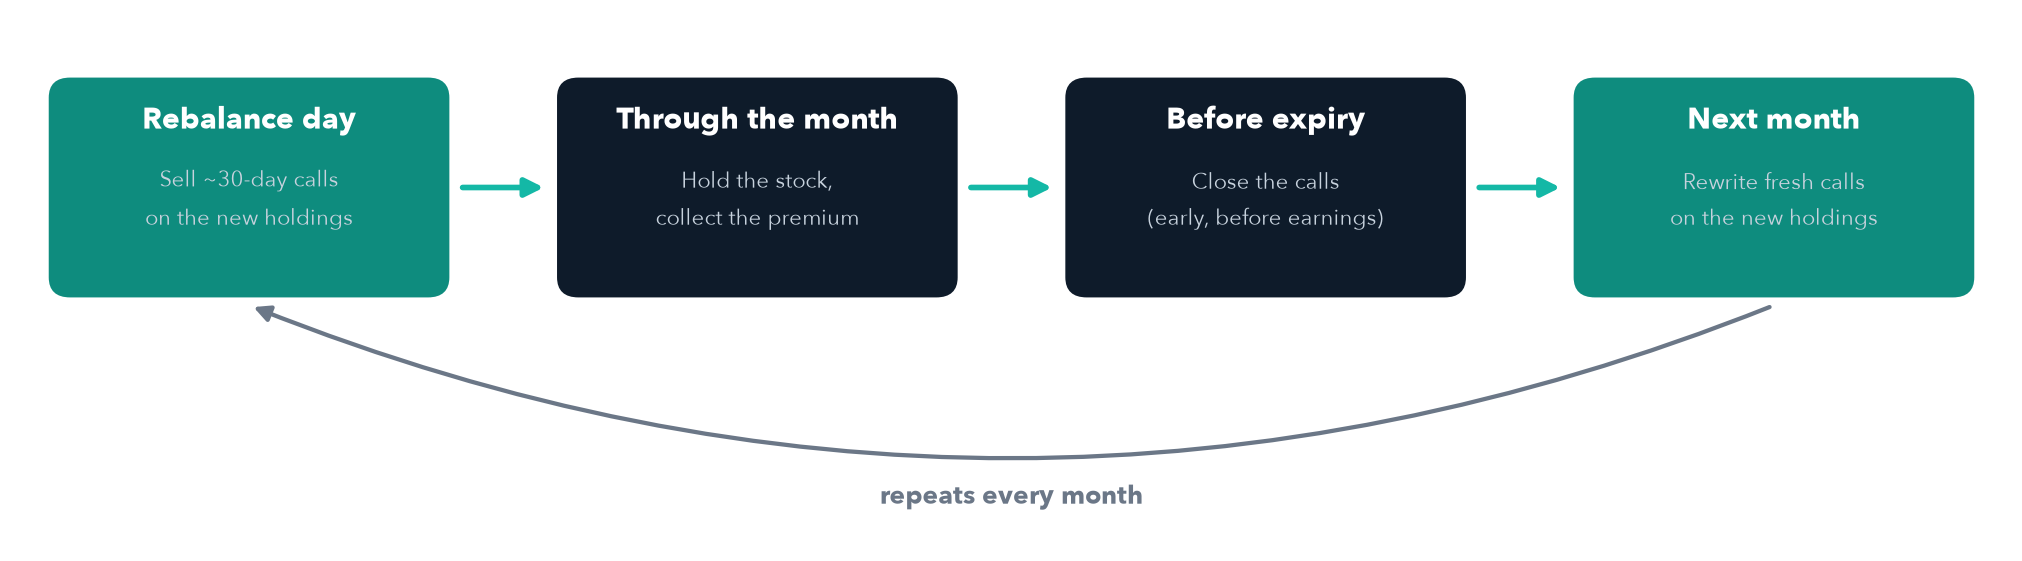 Rebalance day
Sell ~30-day calls
on the new holdings
Through the month
Hold the stock,
collect the premium
Before expiry
Close the calls
(early, before earnings)
Next month
Rewrite fresh calls
on the new holdings
repeats every month